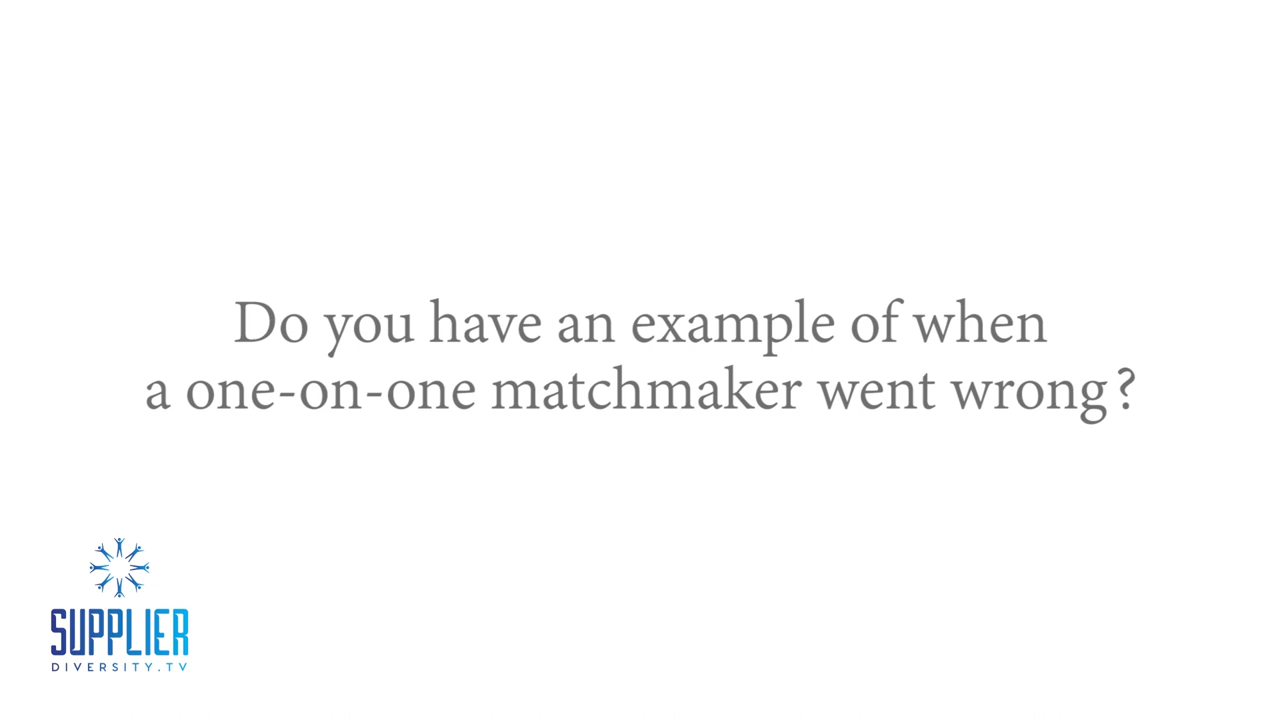 Do you have an example of when
a one-on-one matchmaker went wrong?
SUPPLIER
DIVERSITY.TV